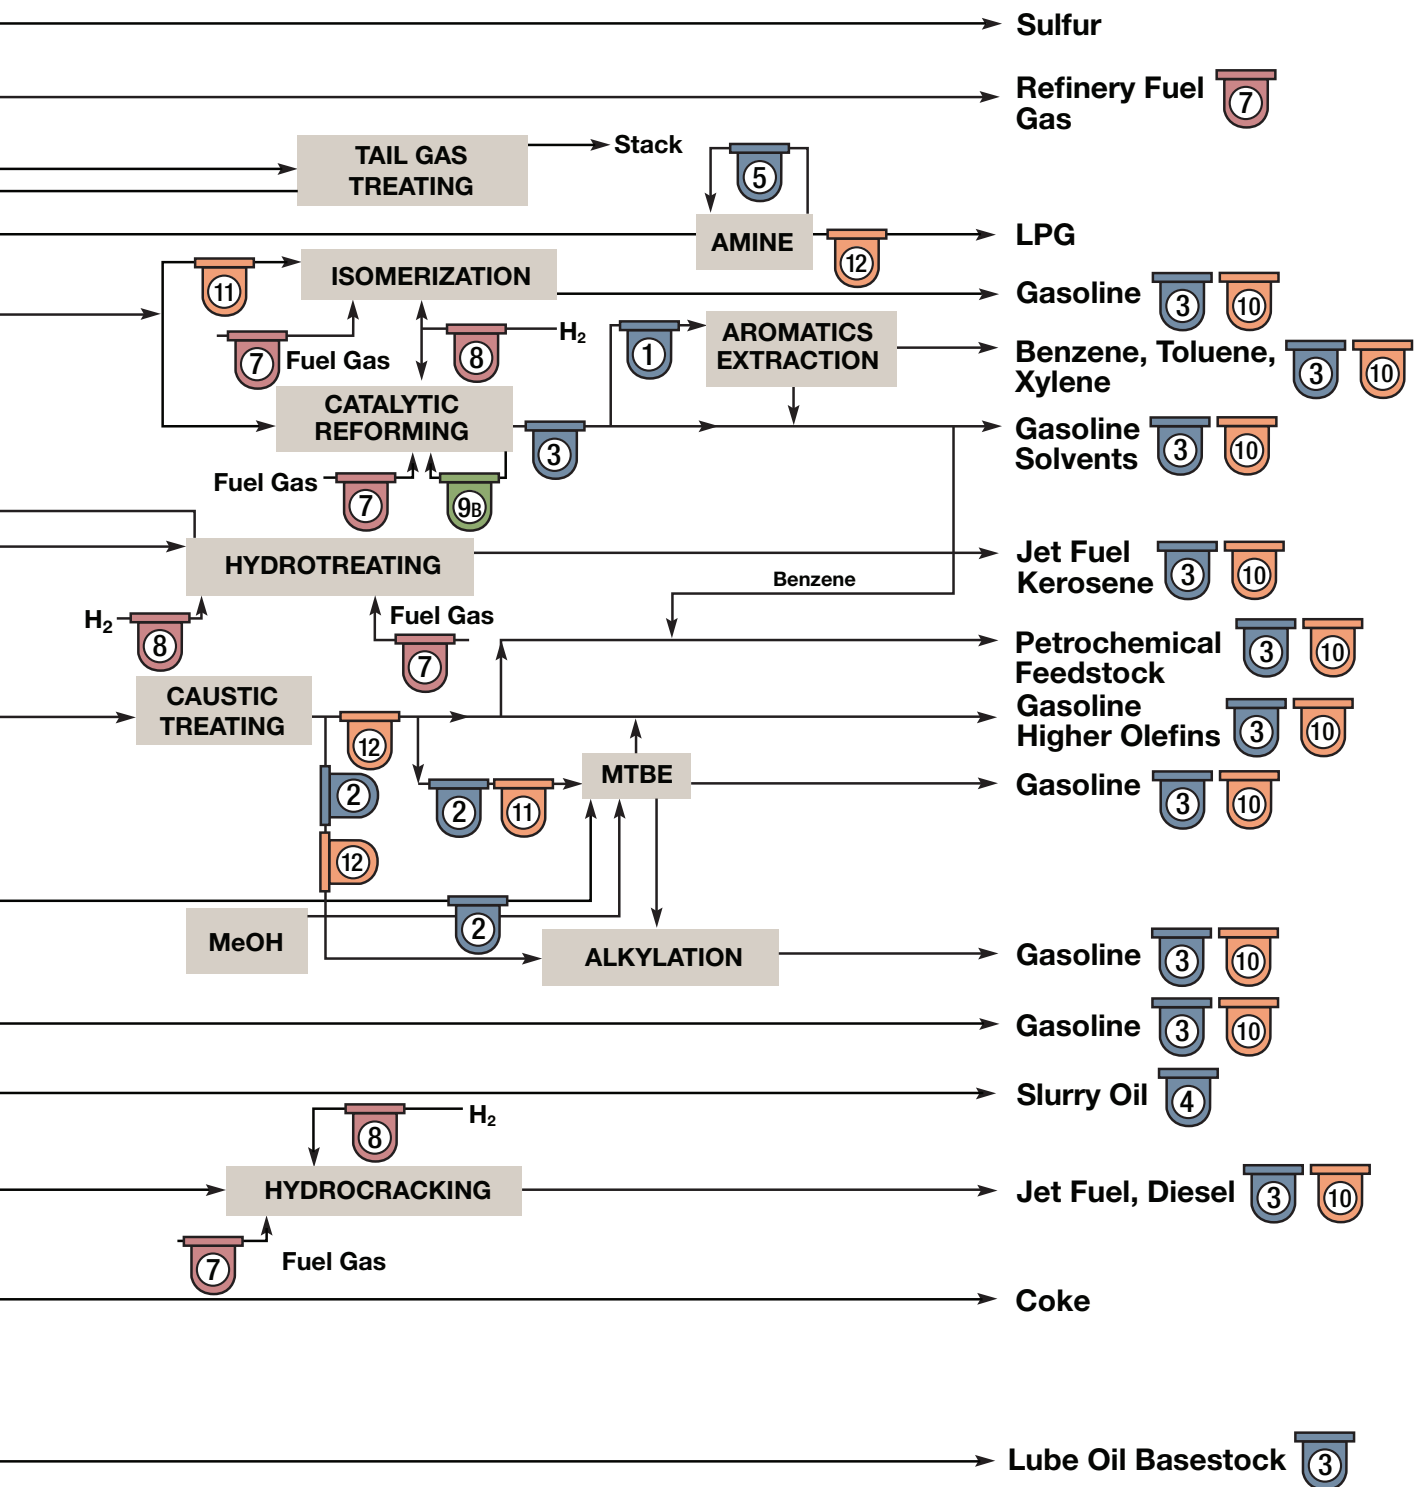 Sulfur
Refinery Fuel
Gas
7
TAIL GAS
TREATING
Stack
5
AMINE
12
LPG
11
ISOMERIZATION
Gasoline
3
10
7
Fuel Gas
8
H₂
1
AROMATICS
EXTRACTION
Benzene, Toluene,
Xylene
3
10
CATALYTIC
REFORMING
3
Gasoline
Solvents
3
10
Fuel Gas
7
9B
HYDROTREATING
Jet Fuel
Kerosene
3
10
Benzene
H₂
8
Fuel Gas
7
Petrochemical
Feedstock
3
10
CAUSTIC
TREATING
12
Gasoline
Higher Olefins
3
10
2
2
11
MTBE
Gasoline
3
10
12
MeOH
2
ALKYLATION
Gasoline
3
10
Gasoline
3
10
Slurry Oil
4
8
H₂
HYDROCRACKING
Jet Fuel, Diesel
3
10
7
Fuel Gas
Coke
Lube Oil Basestock
3